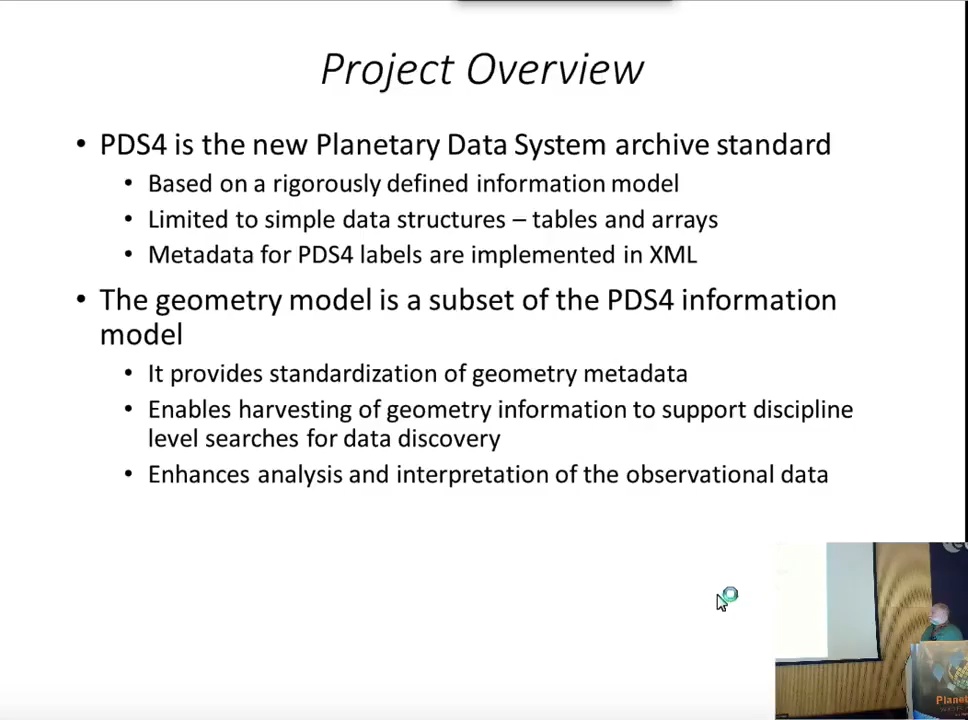 Project Overview
• PDS4 is the new Planetary Data System archive standard
• Based on a rigorously defined information model
• Limited to simple data structures – tables and arrays
• Metadata for PDS4 labels are implemented in XML
• The geometry model is a subset of the PDS4 information
model
• It provides standardization of geometry metadata
• Enables harvesting of geometry information to support discipline
level searches for data discovery
• Enhances analysis and interpretation of the observational data
Planet